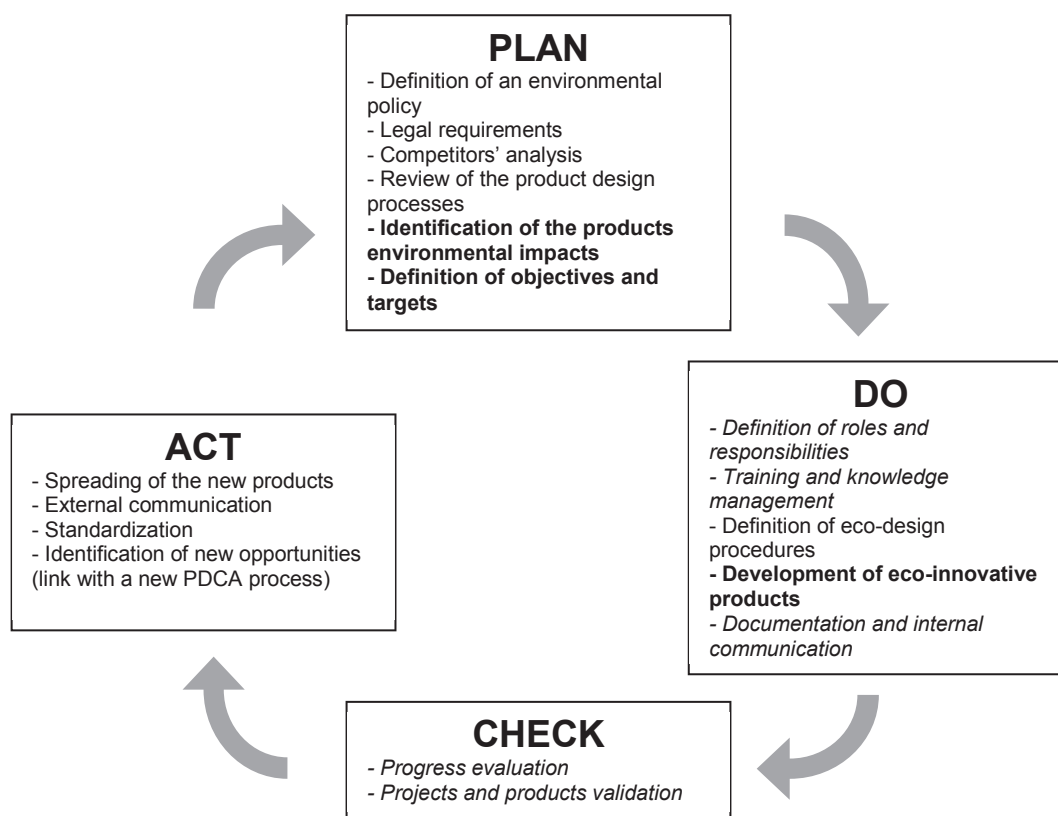 PLAN
- Definition of an environmental
policy
- Legal requirements
- Competitors’ analysis
- Review of the product design
processes
- Identification of the products
environmental impacts
- Definition of objectives and
targets
DO
- Definition of roles and
responsibilities
- Training and knowledge
management
- Definition of eco-design
procedures
- Development of eco-innovative
products
- Documentation and internal
communication
CHECK
- Progress evaluation
- Projects and products validation
ACT
- Spreading of the new products
- External communication
- Standardization
- Identification of new opportunities
(link with a new PDCA process)